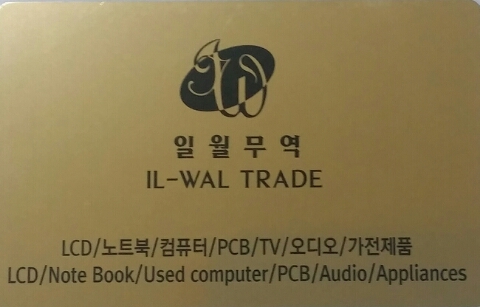 IW
일월무역
IL-WAL TRADE
LCD/노트북/컴퓨터/PCB/TV/오디오/가전제품
LCD/Note Book/Used computer/PCB/Audio/Appliances